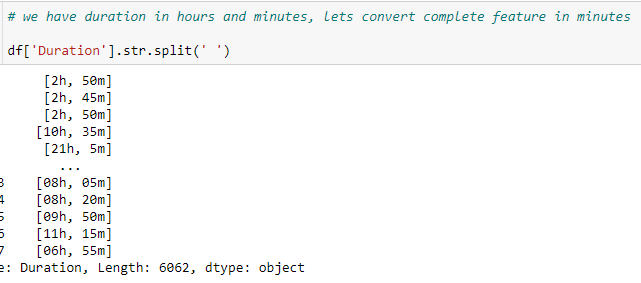 # we have duration in hours and minutes, Lets convert complete feature in minutes
df['Duration'].str.split(' ')
[2h, 50m]
[2h, 45m]
[2h, 50m]
[10h, 35m]
[21h, 5m]
...
3 [08h, 05m]
4 [08h, 20m]
5 [09h, 50m]
6 [11h, 15m]
7 [06h, 55m]
e: Duration, Length: 6062, dtype: object